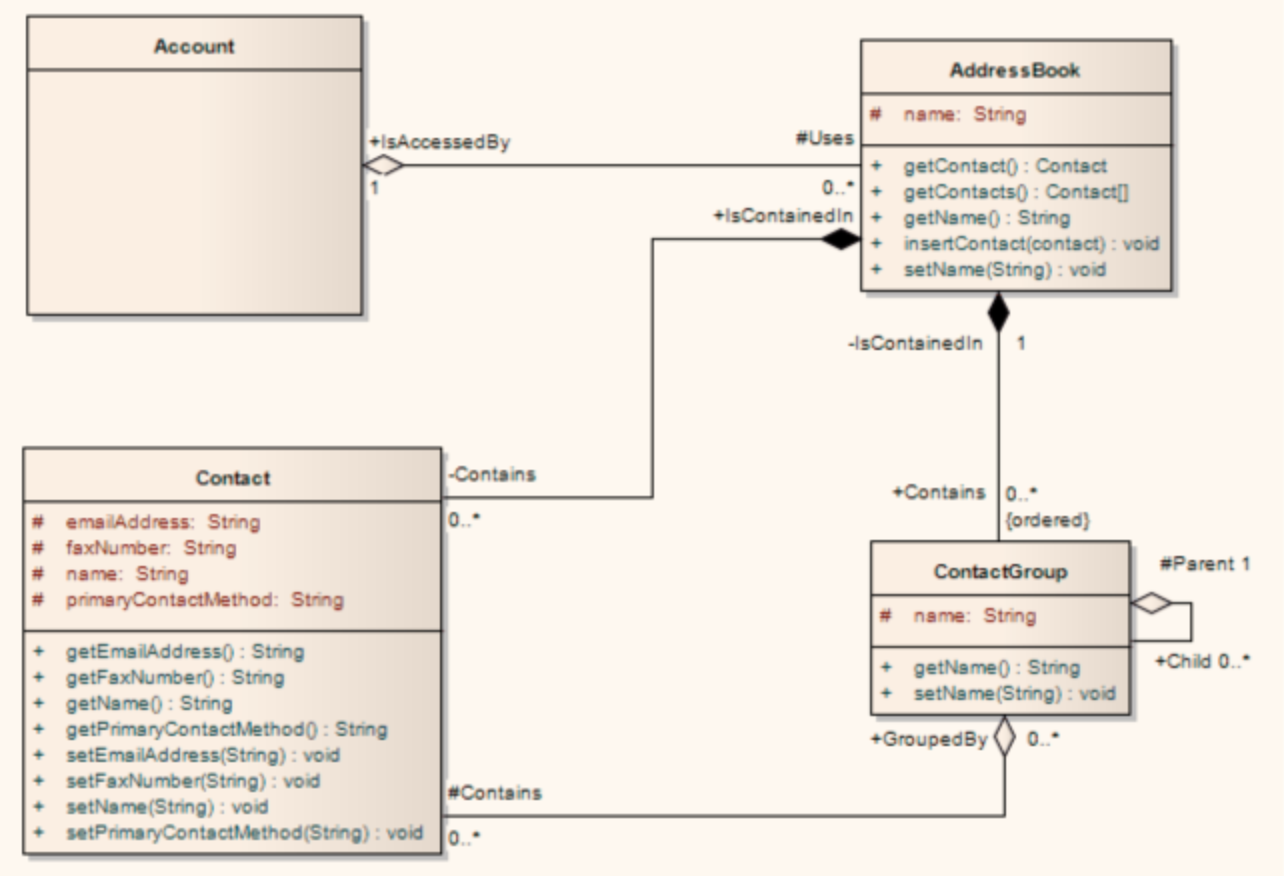 Account
AddressBook
# name: String
+ getContact() : Contact
+ getContacts() : Contact[]
+ getName() : String
+ insertContact(contact) : void
+ setName(String) : void
+IsAccessedBy
1
#Uses
0..*
+IsContainedIn
-IsContainedIn 1
Contact
# emailAddress: String
# faxNumber: String
# name: String
# primaryContactMethod: String
+ getEmailAddress() : String
+ getFaxNumber() : String
+ getName() : String
+ getPrimaryContactMethod() : String
+ setEmailAddress(String) : void
+ setFaxNumber(String) : void
+ setName(String) : void
+ setPrimaryContactMethod(String) : void
-Contains
0..*
+Contains 0..*
{ordered}
ContactGroup
# name: String
+ getName() : String
+ setName(String) : void
#Parent 1
+Child 0..*
+GroupedBy 0..*
#Contains
0..*